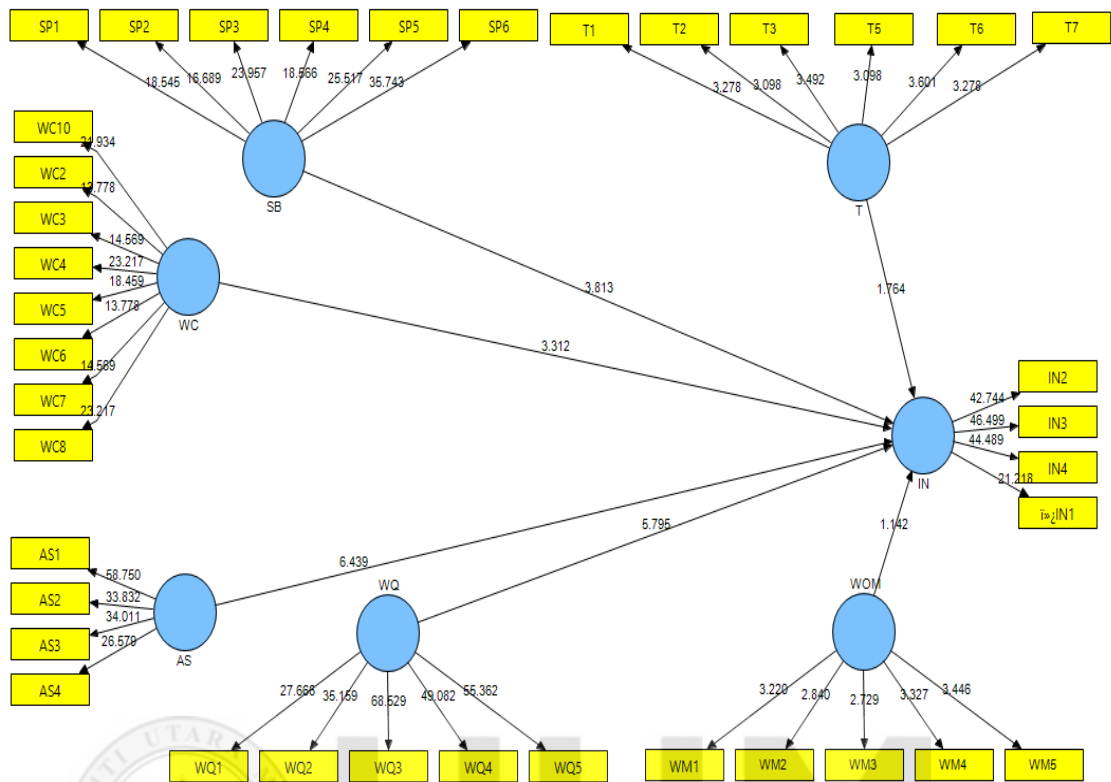 SP1 SP2 SP3 SP4 SP5 SP6 T1 T2 T3 T5 T6 T7
18.545 16.689 23.957 18.566 25.517 35.743
3.278 3.098 3.492 3.098 3.601 3.278
SB
T
WC10
WC2
WC3
WC4
WC5
WC6
WC7
WC8
21.934
13.778
14.569
23.217
18.459
13.778
14.569
23.217
WC
3.813
1.764
3.312
IN2
IN3
IN4
IN1
42.744
46.499
44.489
21.218
IN
AS1
AS2
AS3
AS4
58.750
33.832
34.011
26.579
AS
6.439
5.795
1.142
WQ
WOM
27.666 35.159 68.529 49.082 55.362
3.220 2.840 2.729 3.327 3.446
WQ1 WQ2 WQ3 WQ4 WQ5
WM1 WM2 WM3 WM4 WM5
UTAR